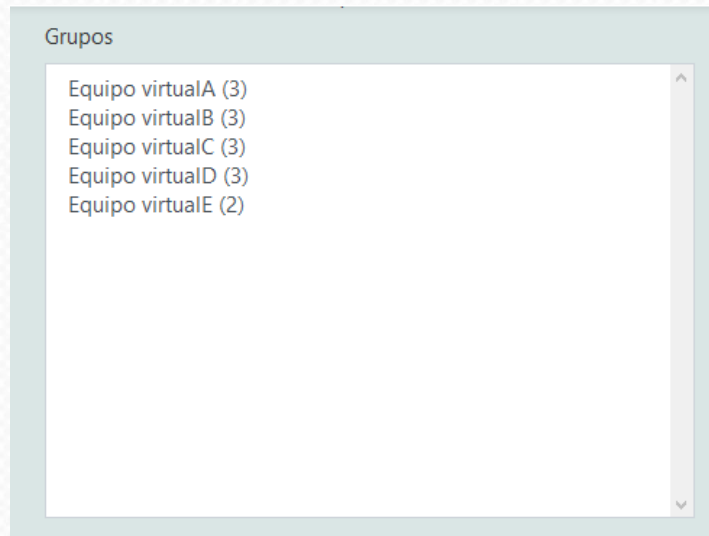 Grupos
Equipo virtualA (3)
Equipo virtualB (3)
Equipo virtualC (3)
Equipo virtualD (3)
Equipo virtualE (2)